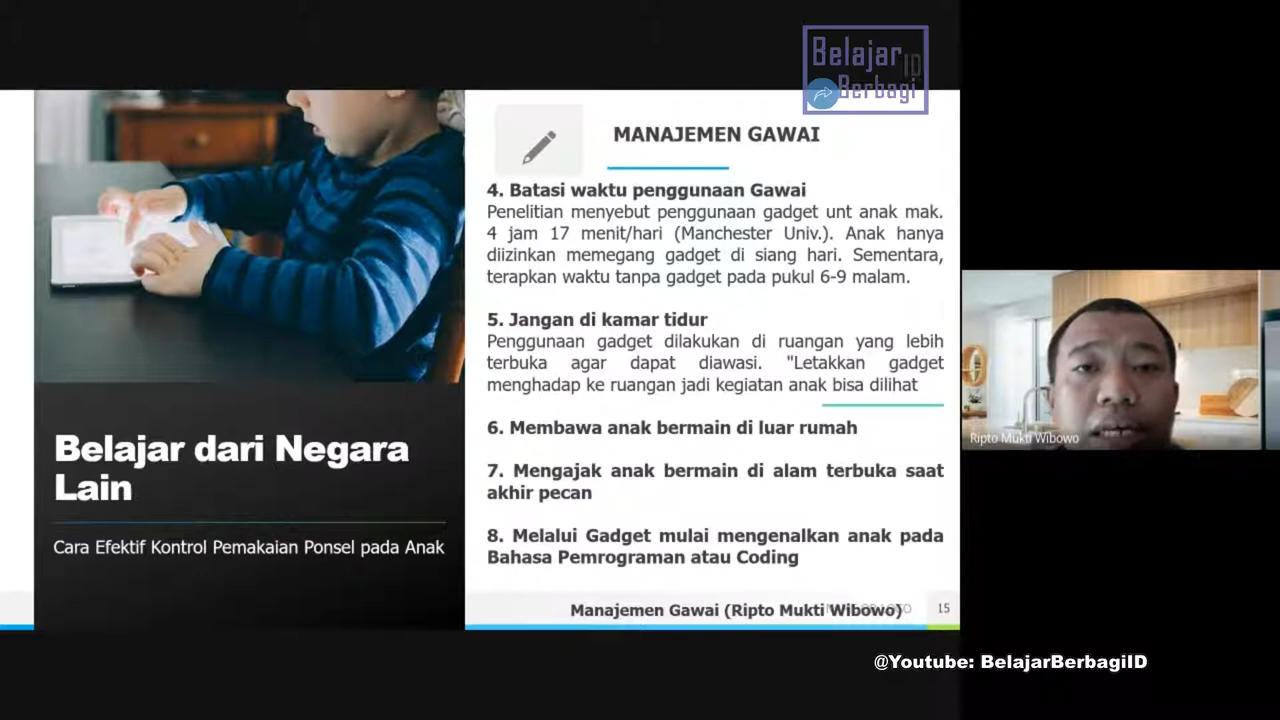 Belajar
ID
Berbagi
MANAJEMEN GAWAI
4. Batasi waktu penggunaan Gawai
Penelitian menyebut penggunaan gadget unt anak mak.
4 jam 17 menit/hari (Manchester Univ.). Anak hanya
diizinkan memegang gadget di siang hari. Sementara,
terapkan waktu tanpa gadget pada pukul 6-9 malam.
5. Jangan di kamar tidur
Penggunaan gadget dilakukan di ruangan yang lebih
terbuka agar dapat diawasi. "Letakkan gadget
menghadap ke ruangan jadi kegiatan anak bisa dilihat
6. Membawa anak bermain di luar rumah
7. Mengajak anak bermain di alam terbuka saat
akhir pecan
8. Melalui Gadget mulai mengenalkan anak pada
Bahasa Pemrograman atau Coding
Manajemen Gawai (Ripto Mukti Wibowo)
15
Belajar dari Negara
Lain
Cara Efektif Kontrol Pemakaian Ponsel pada Anak
Ripto Mukti Wibowo
@Youtube: BelajarBerbagiID